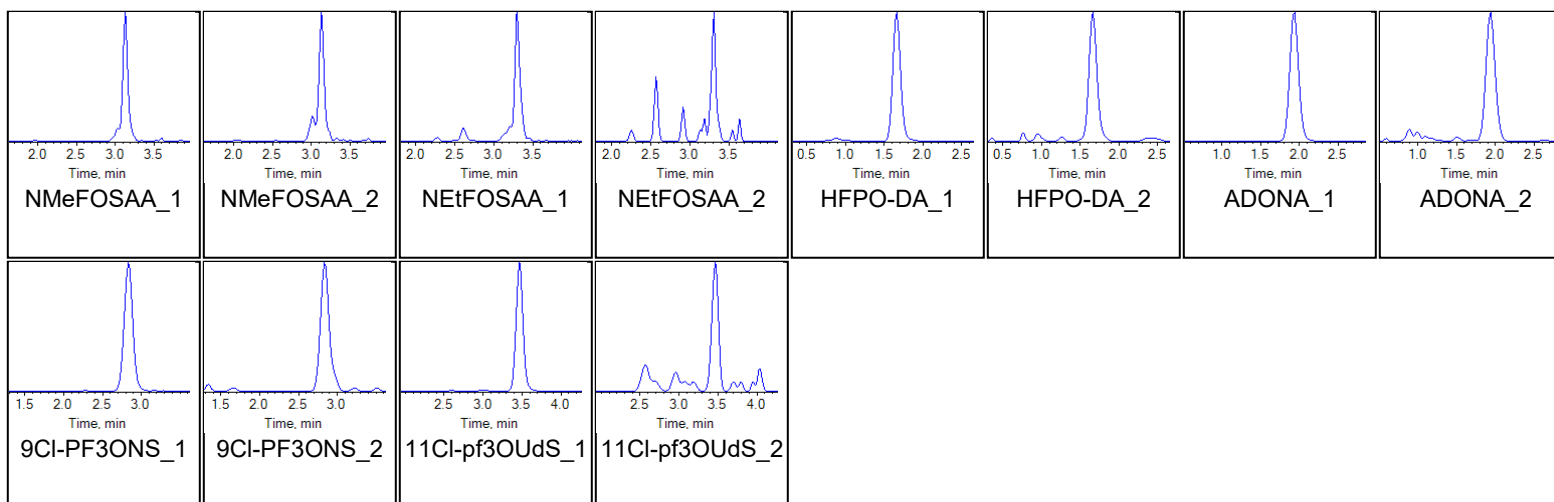 2.0 2.5 3.0 3.5
Time, min
NMeFOSAA_1
2.0 2.5 3.0 3.5
Time, min
NMeFOSAA_2
2.0 2.5 3.0 3.5
Time, min
NEtFOSAA_1
2.0 2.5 3.0 3.5
Time, min
NEtFOSAA_2
0.5 1.0 1.5 2.0 2.5
Time, min
HFPO-DA_1
0.5 1.0 1.5 2.0 2.5
Time, min
HFPO-DA_2
1.0 1.5 2.0 2.5
Time, min
ADONA_1
1.0 1.5 2.0 2.5
Time, min
ADONA_2
1.5 2.0 2.5 3.0
Time, min
9Cl-PF3ONS_1
1.5 2.0 2.5 3.0
Time, min
9Cl-PF3ONS_2
2.5 3.0 3.5 4.0
Time, min
11Cl-pf3OUdS_1
2.5 3.0 3.5 4.0
Time, min
11Cl-pf3OUdS_2